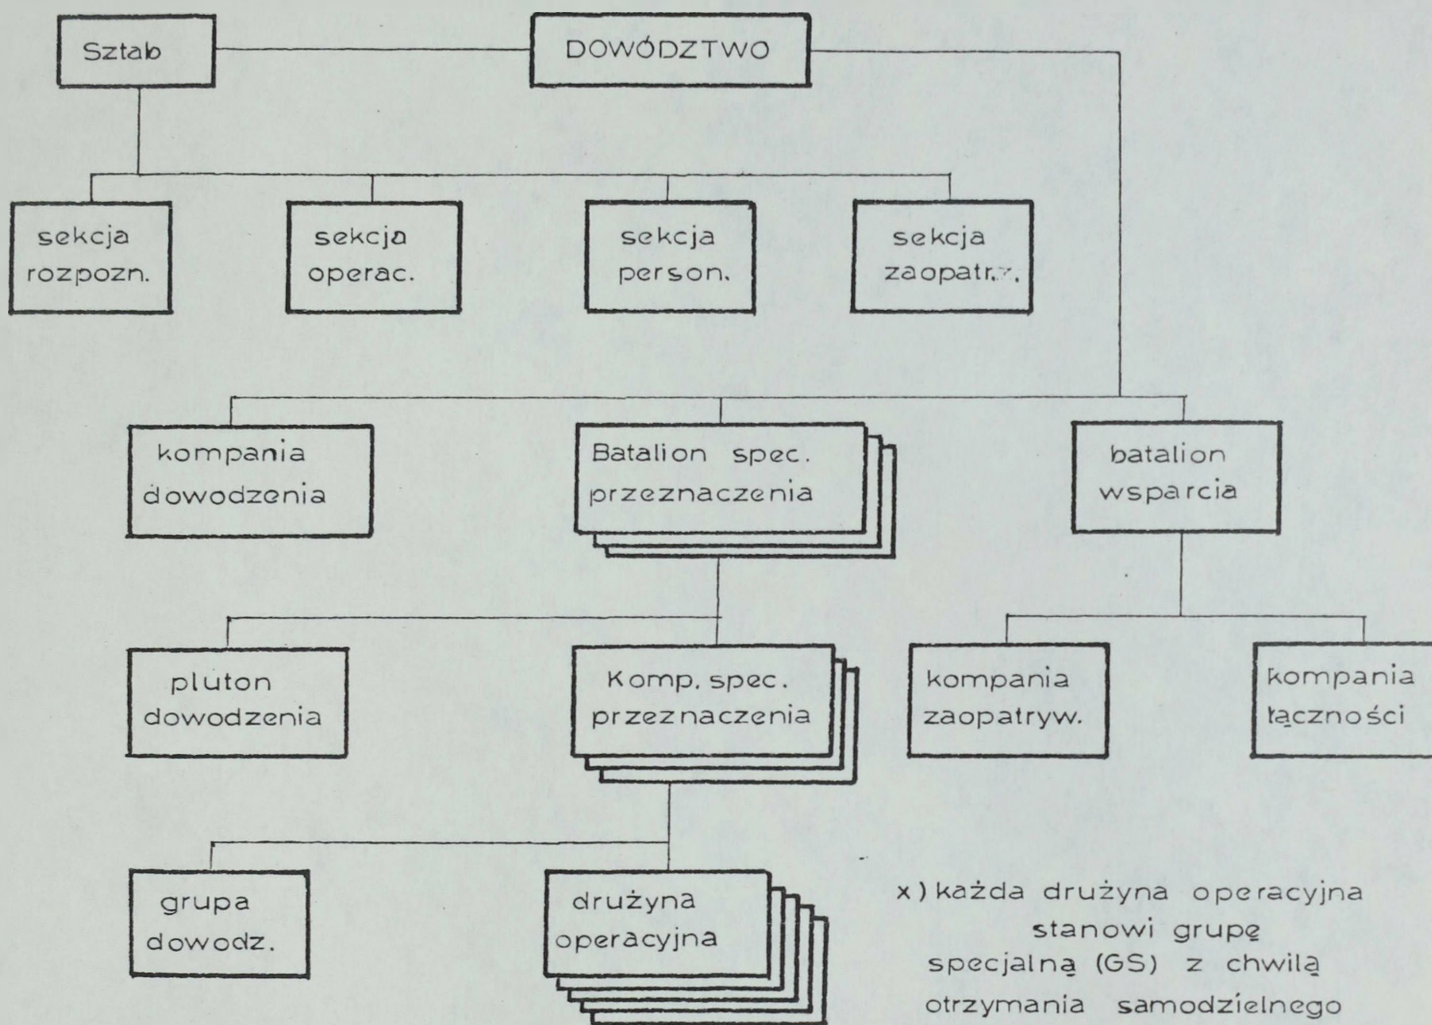 Sztab
DOWÓDZTWO
sekcja
rozpozn.
sekcja
operac.
sekcja
person.
sekcja
zaopatrz.
kompania
dowodzenia
Batalion spec.
przeznaczenia
batalion
wsparcia
pluton
dowodzenia
Komp. spec.
przeznaczenia
kompania
zaopatryw.
kompania
łączności
grupa
dowodz.
drużyna
operacyjna
x) każda drużyna operacyjna
stanowi grupę
specjalną (GS) z chwilą
otrzymania samodzielnego